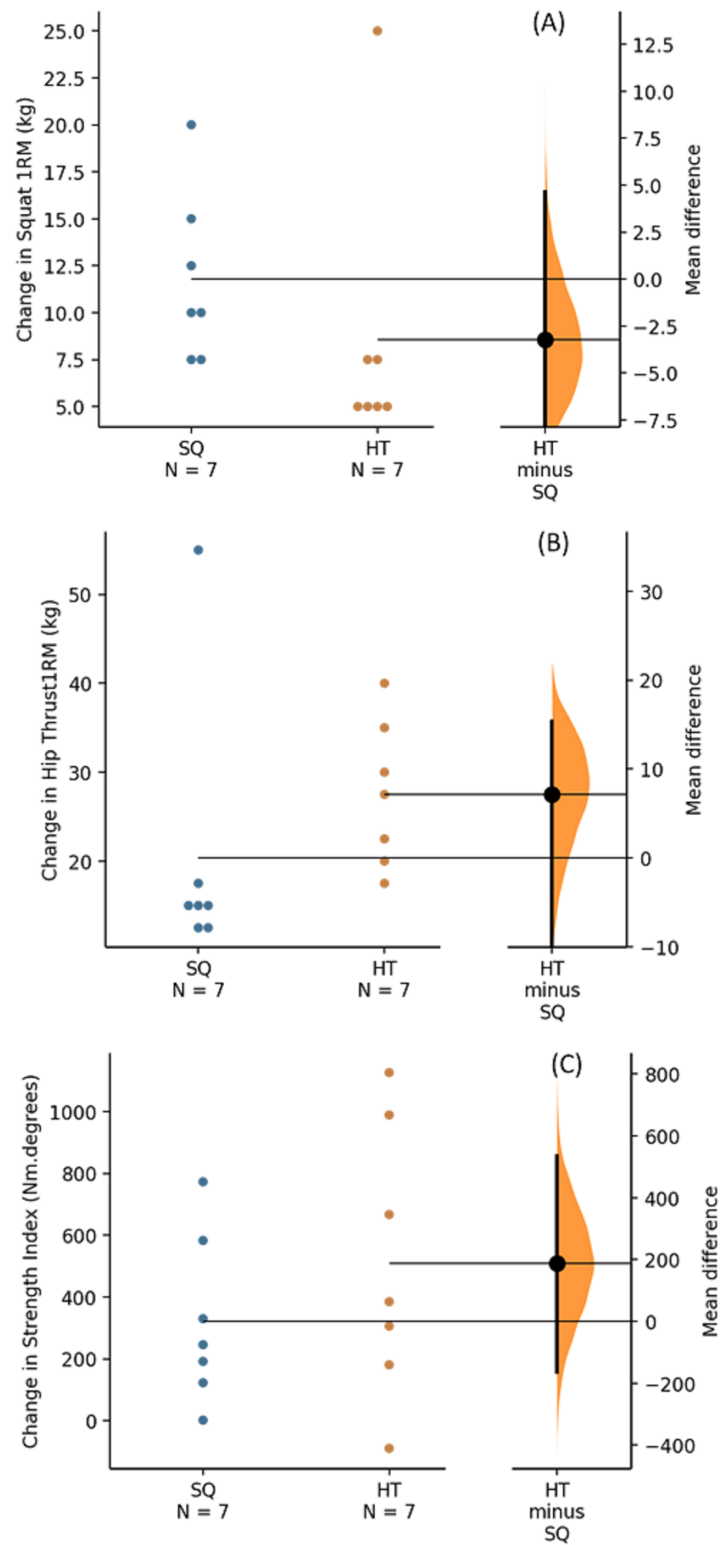 (A)
Change in Squat 1RM (kg)
25.0
22.5
20.0
17.5
15.0
12.5
10.0
7.5
5.0
12.5
10.0
7.5
5.0
2.5
0.0
−2.5
−5.0
−7.5
Mean difference
SQ
N = 7
HT
N = 7
HT
minus
SQ
(B)
Change in Hip Thrust1RM (kg)
50
40
30
20
30
20
10
0
−10
Mean difference
SQ
N = 7
HT
N = 7
HT
minus
SQ
(C)
Change in Strength Index (Nm.degrees)
1000
800
600
400
200
0
800
600
400
200
0
−200
−400
Mean difference
SQ
N = 7
HT
N = 7
HT
minus
SQ